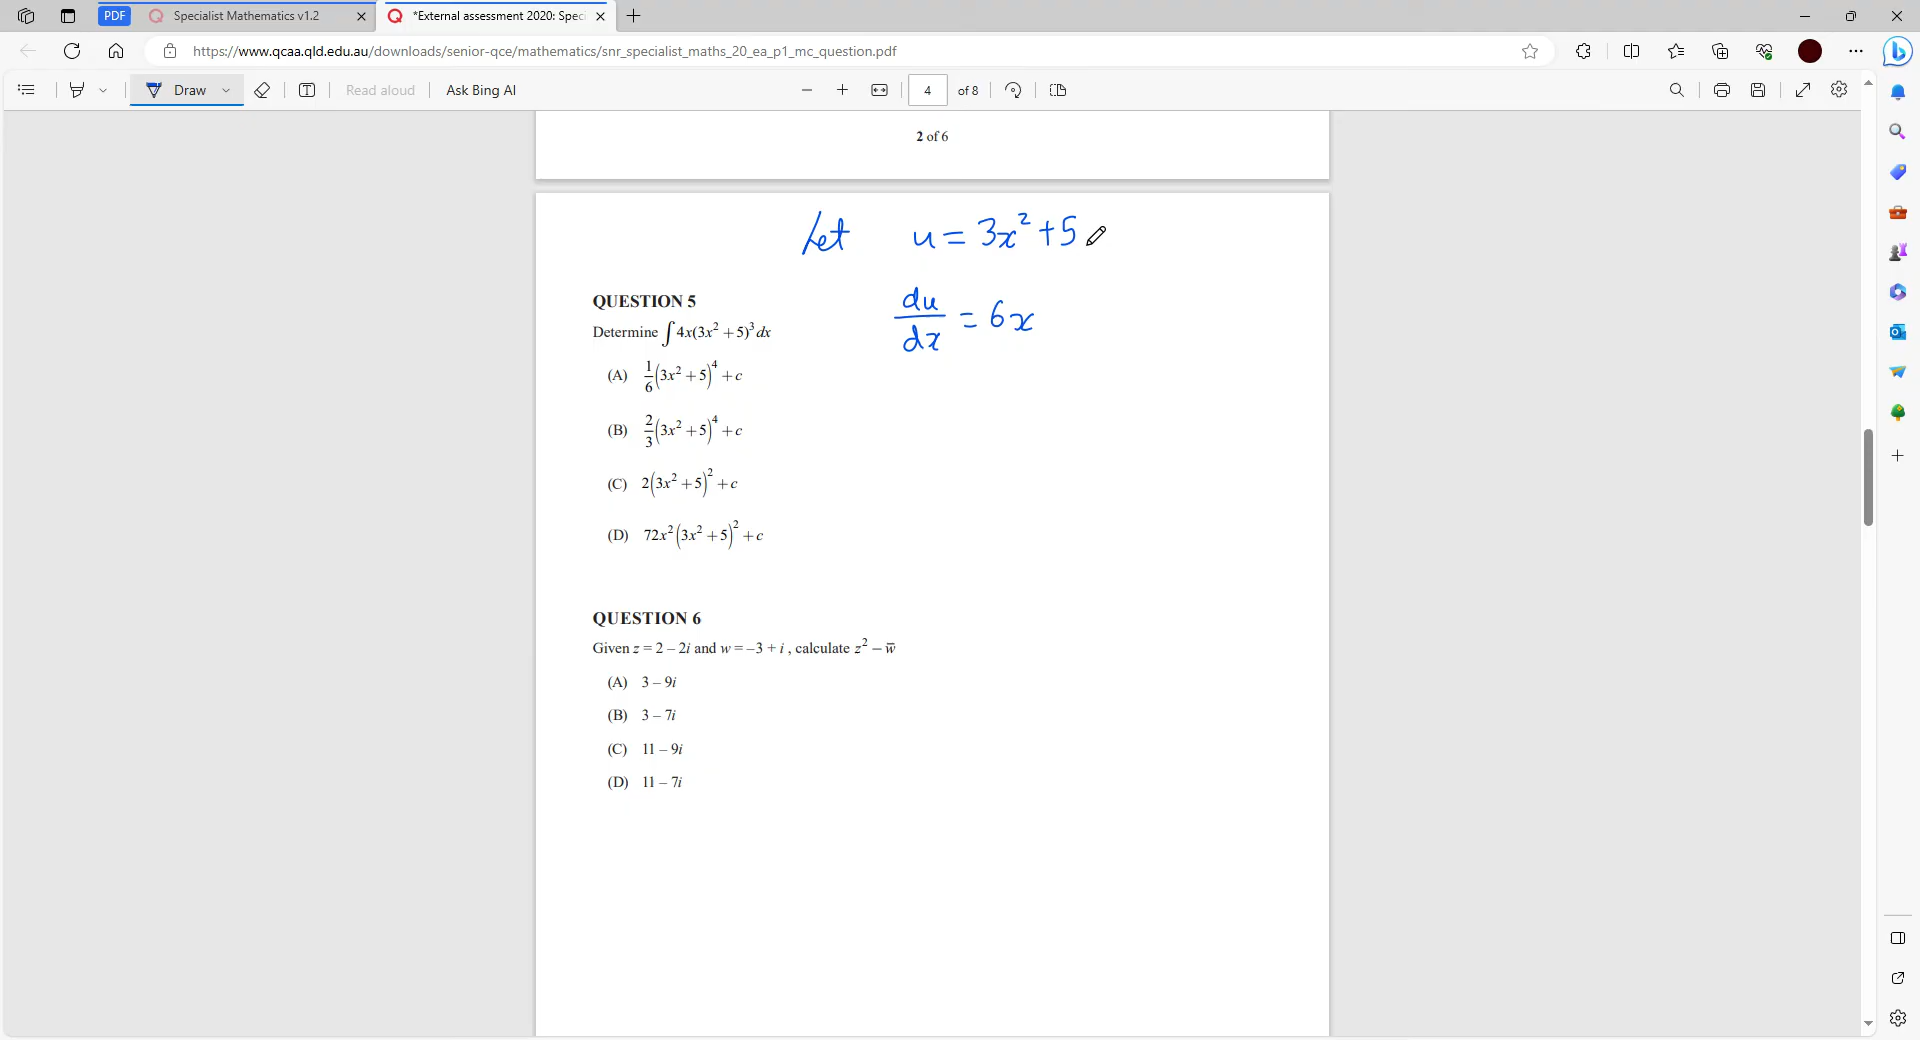 PDF Specialist Mathematics v1.2 *External assessment 2020: Spec
https://www.qcaa.qld.edu.au/downloads/senior-qce/mathematics/snr_specialist_maths_20_ea_p1_mc_question.pdf
Draw Read aloud Ask Bing AI 4 of 8
2 of 6
Let u = 3x² + 5
du/dx = 6x
QUESTION 5
Determine ∫ 4x(3x² + 5)³ dx
(A) 1/6 (3x² + 5)⁴ + c
(B) 2/3 (3x² + 5)⁴ + c
(C) 2(3x² + 5)² + c
(D) 72x² (3x² + 5)² + c
QUESTION 6
Given z = 2 – 2i and w = –3 + i , calculate z² – w̅
(A) 3 – 9i
(B) 3 – 7i
(C) 11 – 9i
(D) 11 – 7i